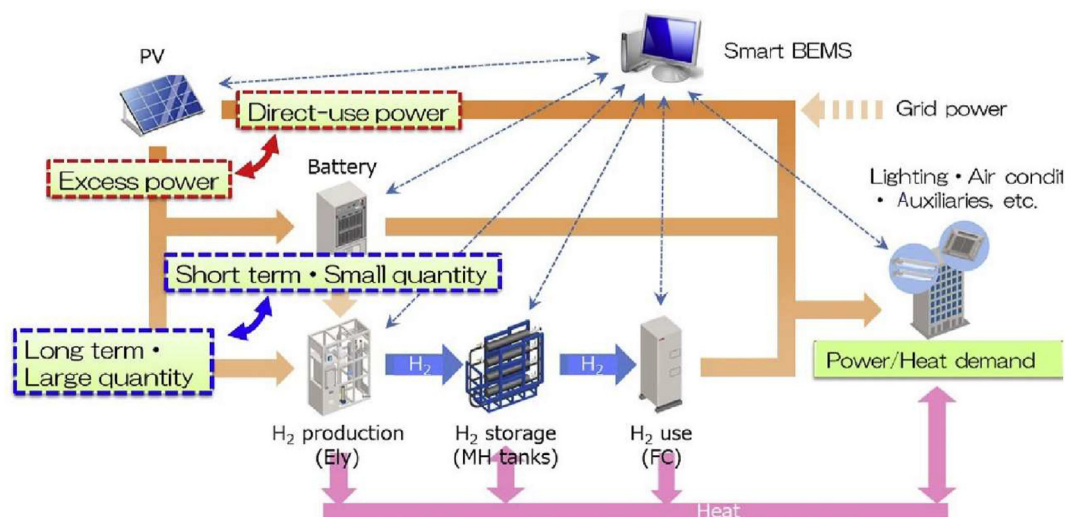 PV
Smart BEMS
Direct-use power
Grid power
Excess power
Battery
Lighting・Air condit
・Auxiliaries, etc.
Short term・Small quantity
Long term・
Large quantity
H₂
H₂
Power/Heat demand
H₂ production
(Ely)
H₂ storage
(MH tanks)
H₂ use
(FC)
Heat